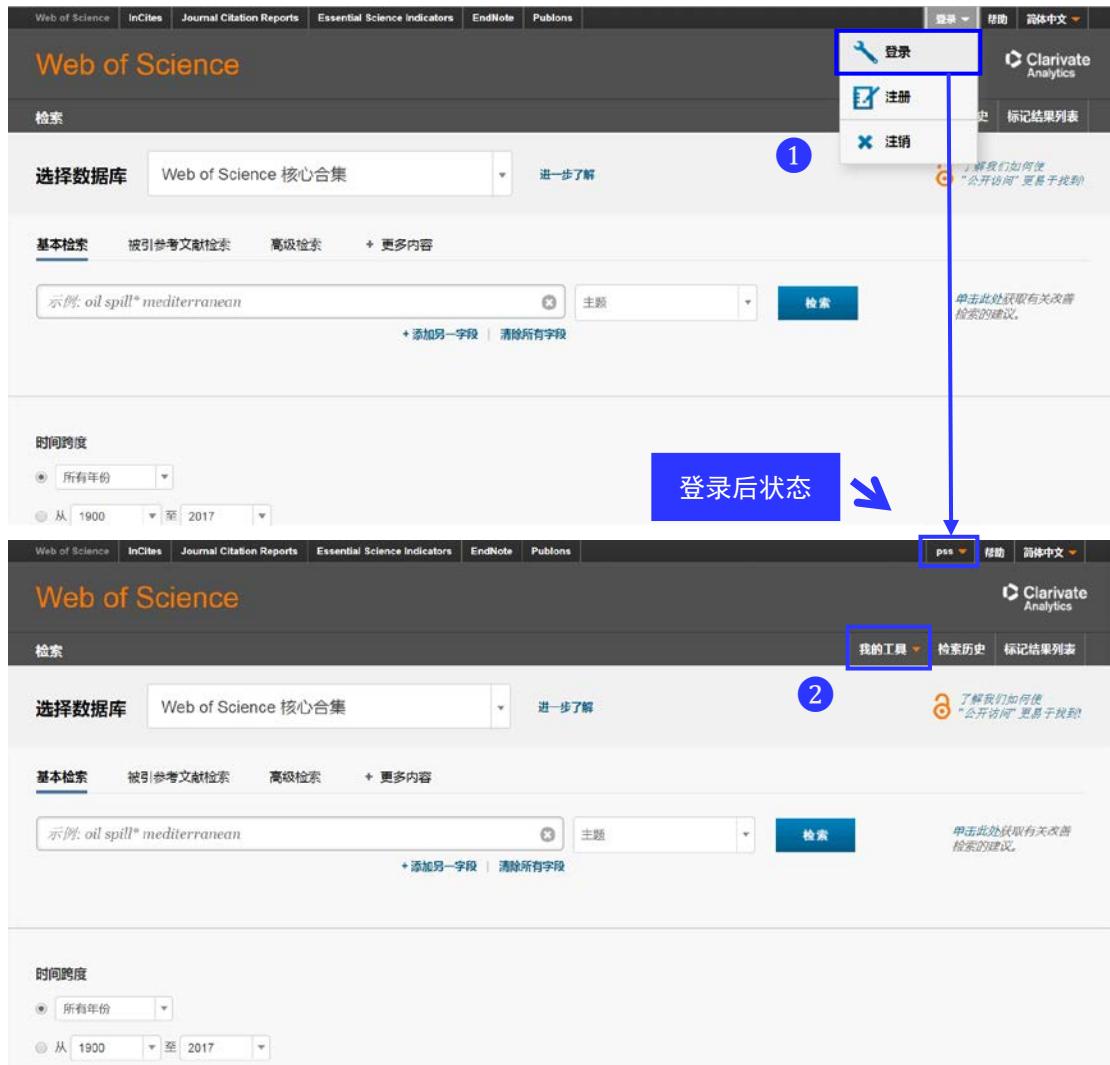 Web of Science InCites Journal Citation Reports Essential Science Indicators EndNote Publons 登录 帮助 简体中文
Web of Science
登录
Clarivate
Analytics
注册
检索
史 标记结果列表
注销
1
选择数据库 Web of Science 核心合集 进一步了解
了解我们如何使
"公开访问" 更易于找到!
基本检索 被引参考文献检索 高级检索 + 更多内容
示例: oil spill* mediterranean 主题 检索
单击此处获取有关改善
检索的建议。
+ 添加另一字段 | 清除所有字段
时间跨度
所有年份
从 1900 至 2017
登录后状态
Web of Science InCites Journal Citation Reports Essential Science Indicators EndNote Publons pss 帮助 简体中文
Web of Science
Clarivate
Analytics
检索 我的工具 检索历史 标记结果列表
2
选择数据库 Web of Science 核心合集 进一步了解
了解我们如何使
"公开访问" 更易于找到!
基本检索 被引参考文献检索 高级检索 + 更多内容
示例: oil spill* mediterranean 主题 检索
单击此处获取有关改善
检索的建议。
+ 添加另一字段 | 清除所有字段
时间跨度
所有年份
从 1900 至 2017